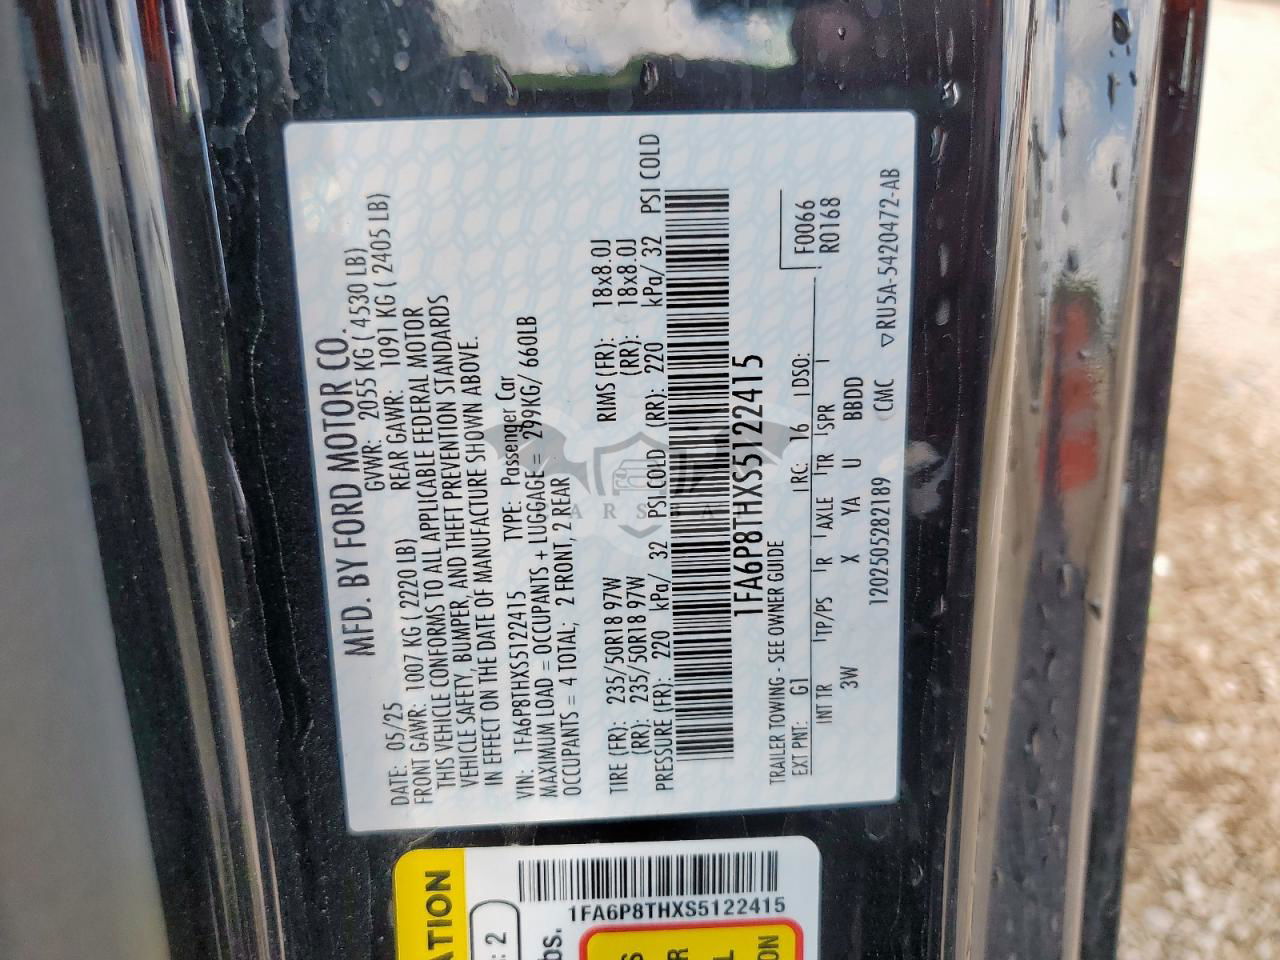 MFD. BY FORD MOTOR CO.
DATE: 05/25 GVWR: 2055 KG ( 4530 LB)
FRONT GAWR: 1007 KG ( 2220 LB) REAR GAWR: 1091 KG ( 2405 LB)
THIS VEHICLE CONFORMS TO ALL APPLICABLE FEDERAL MOTOR
VEHICLE SAFETY, BUMPER, AND THEFT PREVENTION STANDARDS
IN EFFECT ON THE DATE OF MANUFACTURE SHOWN ABOVE.
VIN: 1FA6P8THXS5122415 TYPE: Passenger Car
MAXIMUM LOAD = OCCUPANTS + LUGGAGE = 299KG/ 660LB
OCCUPANTS = 4 TOTAL; 2 FRONT, 2 REAR
TIRE (FR): 235/50R18 97W RIMS (FR): 18x8.0J
(RR): 235/50R18 97W (RR): 18x8.0J
PRESSURE (FR): 220 kPa/ 32 PSI COLD (RR): 220 kPa/ 32 PSI COLD
1FA6P8THXS5122415
TRAILER TOWING - SEE OWNER GUIDE
F0066
EXT PNT: G1 RC: 16 DSO: R0168
INT TR TP/PS R AXLE TR SPR
3W X YA U BBDD
1202505282189 CMC ▽RU5A-5420472-AB
ATION
: 2
1FA6P8THXS5122415
bs.
S
R
L
ION